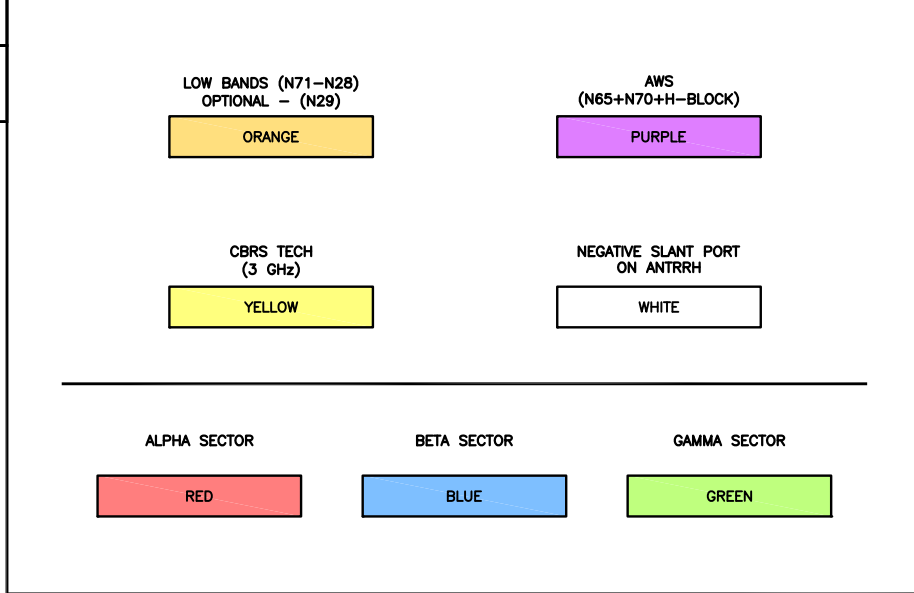 LOW BANDS (N71-N28)
OPTIONAL - (N29)
ORANGE
AWS
(N65+N70+H-BLOCK)
PURPLE
CBRS TECH
(3 GHz)
YELLOW
NEGATIVE SLANT PORT
ON ANTRRH
WHITE
ALPHA SECTOR
RED
BETA SECTOR
BLUE
GAMMA SECTOR
GREEN